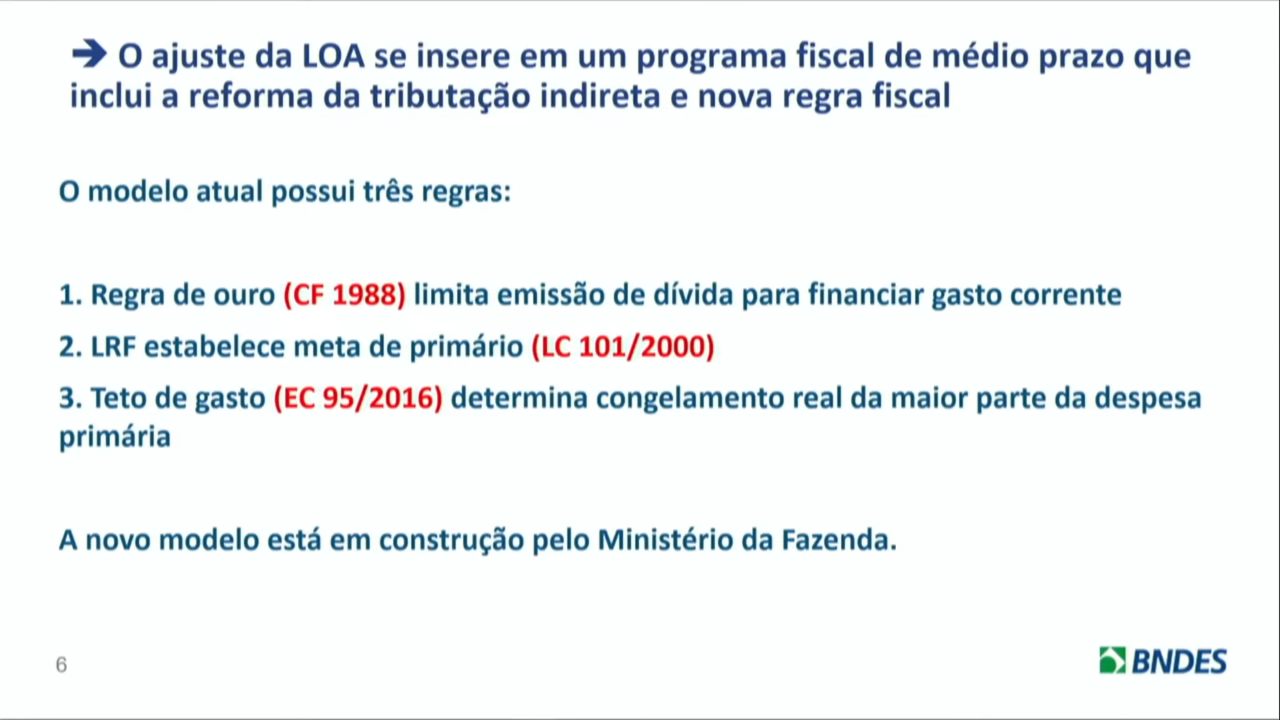 ➔ O ajuste da LOA se insere em um programa fiscal de médio prazo que
inclui a reforma da tributação indireta e nova regra fiscal
O modelo atual possui três regras:
1. Regra de ouro (CF 1988) limita emissão de dívida para financiar gasto corrente
2. LRF estabelece meta de primário (LC 101/2000)
3. Teto de gasto (EC 95/2016) determina congelamento real da maior parte da despesa
primária
A novo modelo está em construção pelo Ministério da Fazenda.
6
BNDES